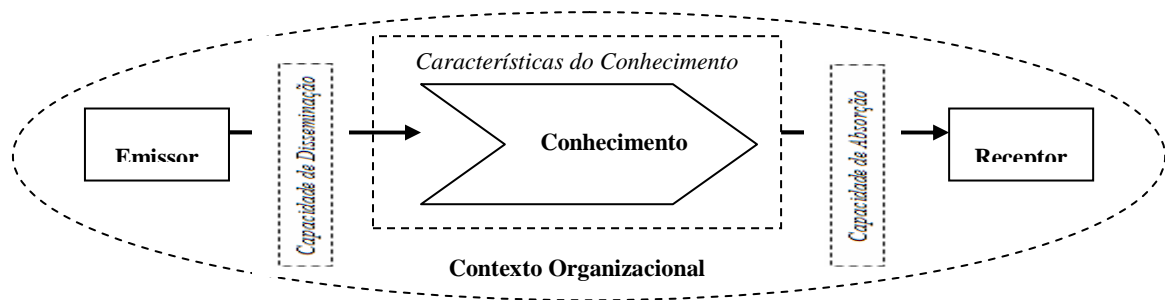 Características do Conhecimento
Emissor
Capacidade de Disseminação
Conhecimento
Capacidade de Absorção
Receptor
Contexto Organizacional